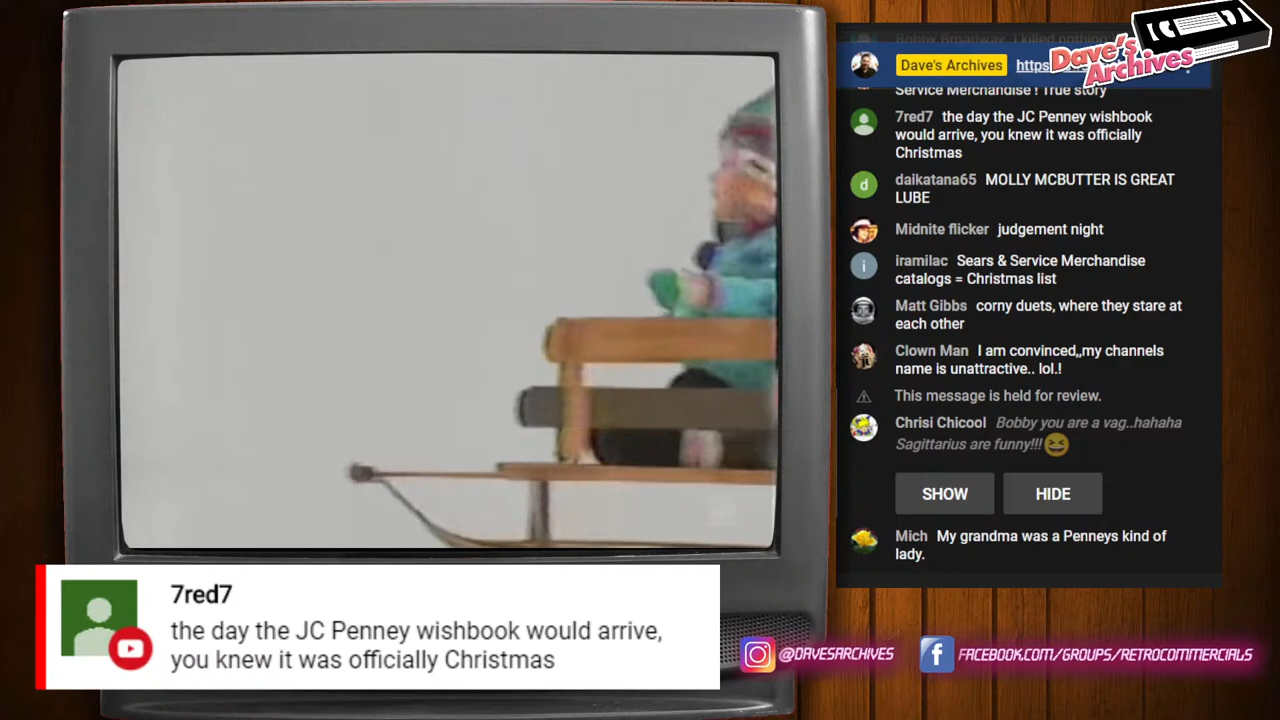 Dave's Archives
Dave's Archives https
Service Merchandise ! True story
7red7 the day the JC Penney wishbook
would arrive, you knew it was officially
Christmas
daikatana65 MOLLY MCBUTTER IS GREAT
LUBE
Midnite flicker judgement night
iramilac Sears & Service Merchandise
catalogs = Christmas list
Matt Gibbs corny duets, where they stare at
each other
Clown Man I am convinced,,my channels
name is unattractive.. lol.!
This message is held for review.
Chrisi Chicool Bobby you are a vag..hahaha
Sagittarius are funny!!!
SHOW HIDE
Mich My grandma was a Penneys kind of
lady.
7red7
the day the JC Penney wishbook would arrive,
you knew it was officially Christmas
@DAVESARCHIVES FACEBOOK.COM/GROUPS/RETROCOMMERCIALS